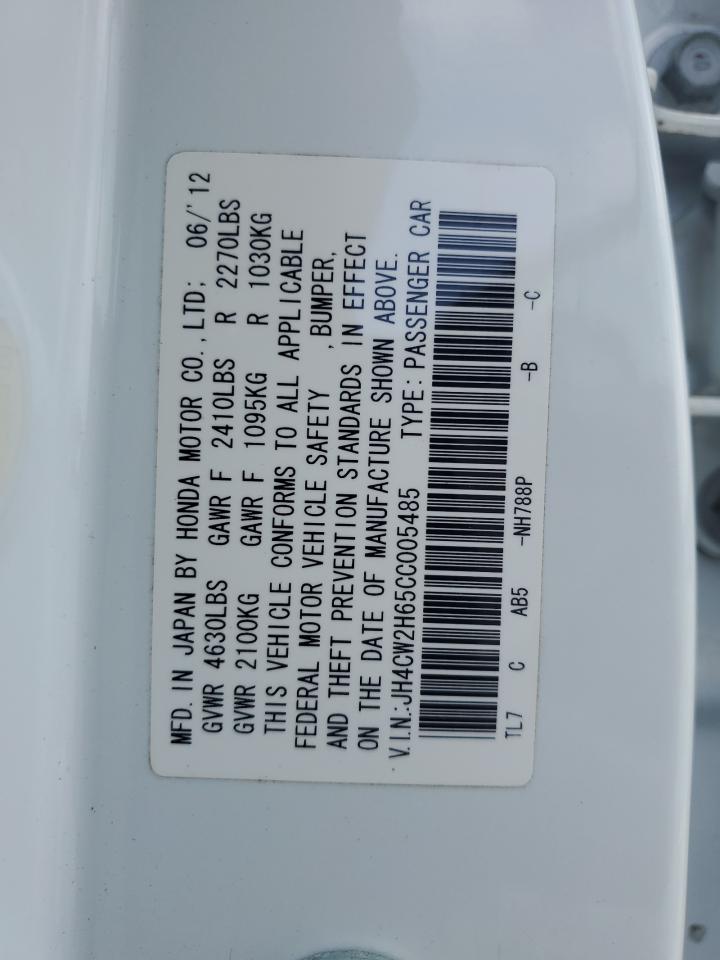 MFD. IN JAPAN BY HONDA MOTOR CO., LTD; 06/'12
GVWR 4630LBS GAWR F 2410LBS R 2270LBS
GVWR 2100KG GAWR F 1095KG R 1030KG
THIS VEHICLE CONFORMS TO ALL APPLICABLE
FEDERAL MOTOR VEHICLE SAFETY , BUMPER,
AND THEFT PREVENTION STANDARDS IN EFFECT
ON THE DATE OF MANUFACTURE SHOWN ABOVE.
V.I.N.:JH4CW2H65CC005485 TYPE: PASSENGER CAR
TL7 C AB5 -NH788P -B -C